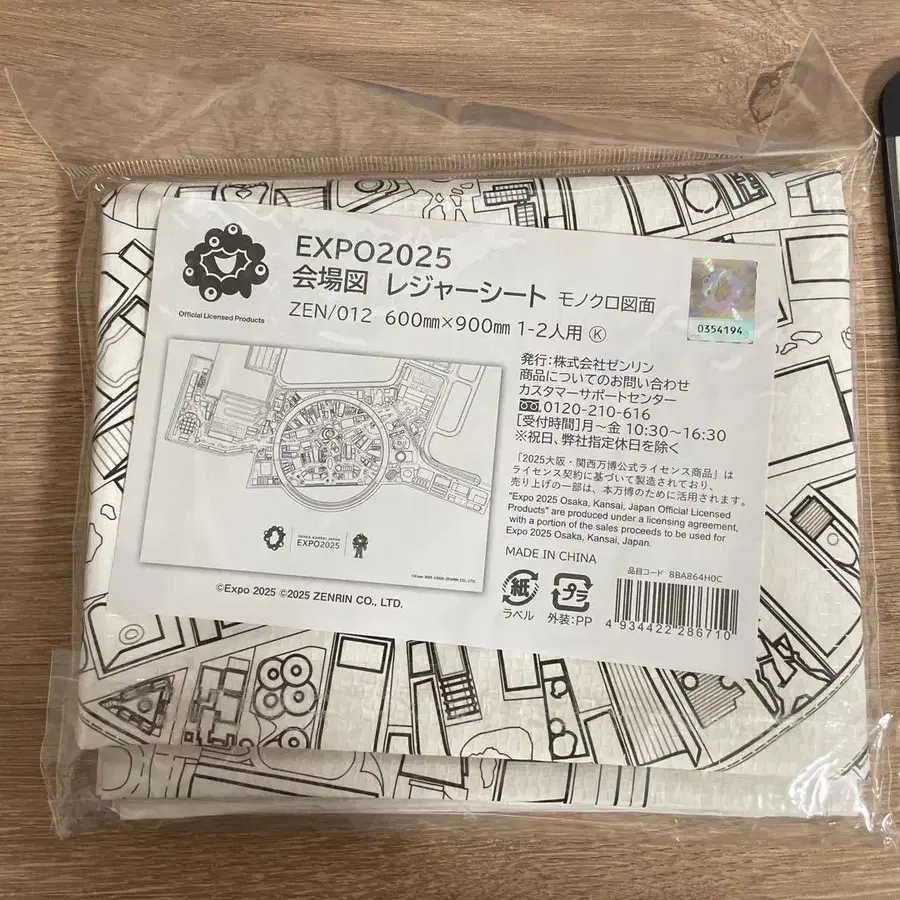 Official Licensed Products
EXPO2025
会場図 レジャーシート モノクロ図面
ZEN/012 600mm×900mm 1-2人用 Ⓚ
0354194
発行:株式会社ゼンリン
商品についてのお問い合わせ
カスタマーサポートセンター
0120-210-616
[受付時間]月～金 10:30～16:30
※祝日、弊社指定休日を除く
「2025大阪・関西万博公式ライセンス商品」は
ライセンス契約に基づいて製造されており、
売り上げの一部は、本万博のために活用されます。
"Expo 2025 Osaka, Kansai, Japan Official Licensed
Products" are produced under a licensing agreement,
with a portion of the sales proceeds to be used for
Expo 2025 Osaka, Kansai, Japan.
MADE IN CHINA
OSAKA, KANSAI, JAPAN
EXPO2025
©Expo 2025 ©2025 ZENRIN CO., LTD.
©Expo 2025 ©2025 ZENRIN CO., LTD.
紙
ラベル
プラ
外装:PP
品目コード 8BA864H0C
4 934422 286710